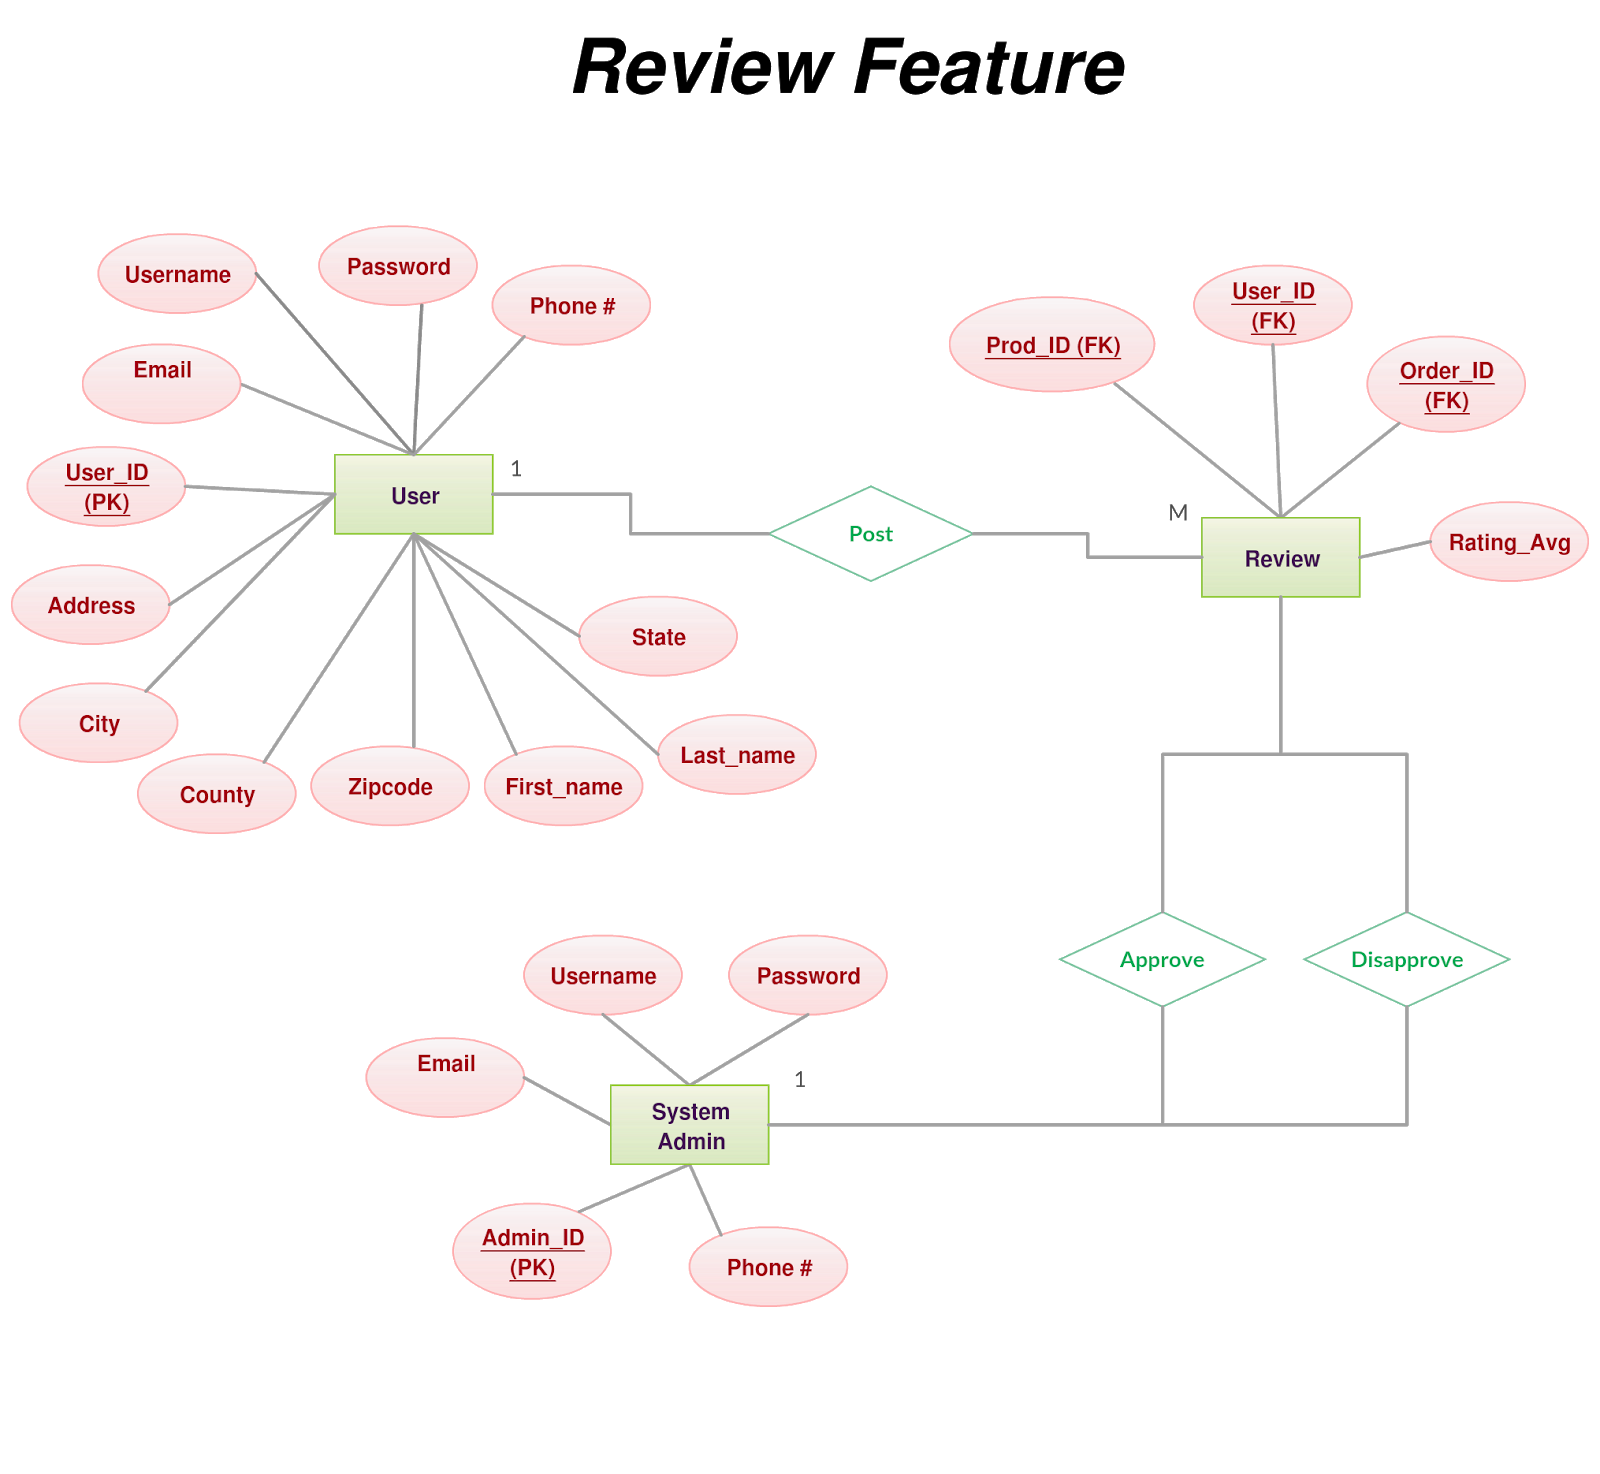 Review Feature
Username
Password
Phone #
Email
User_ID
(PK)
User
1
Address
City
County
Zipcode
First_name
Last_name
State
Post
Prod_ID (FK)
User_ID
(FK)
Order_ID
(FK)
M
Review
Rating_Avg
Approve
Disapprove
Username
Password
Email
System
Admin
1
Admin_ID
(PK)
Phone #